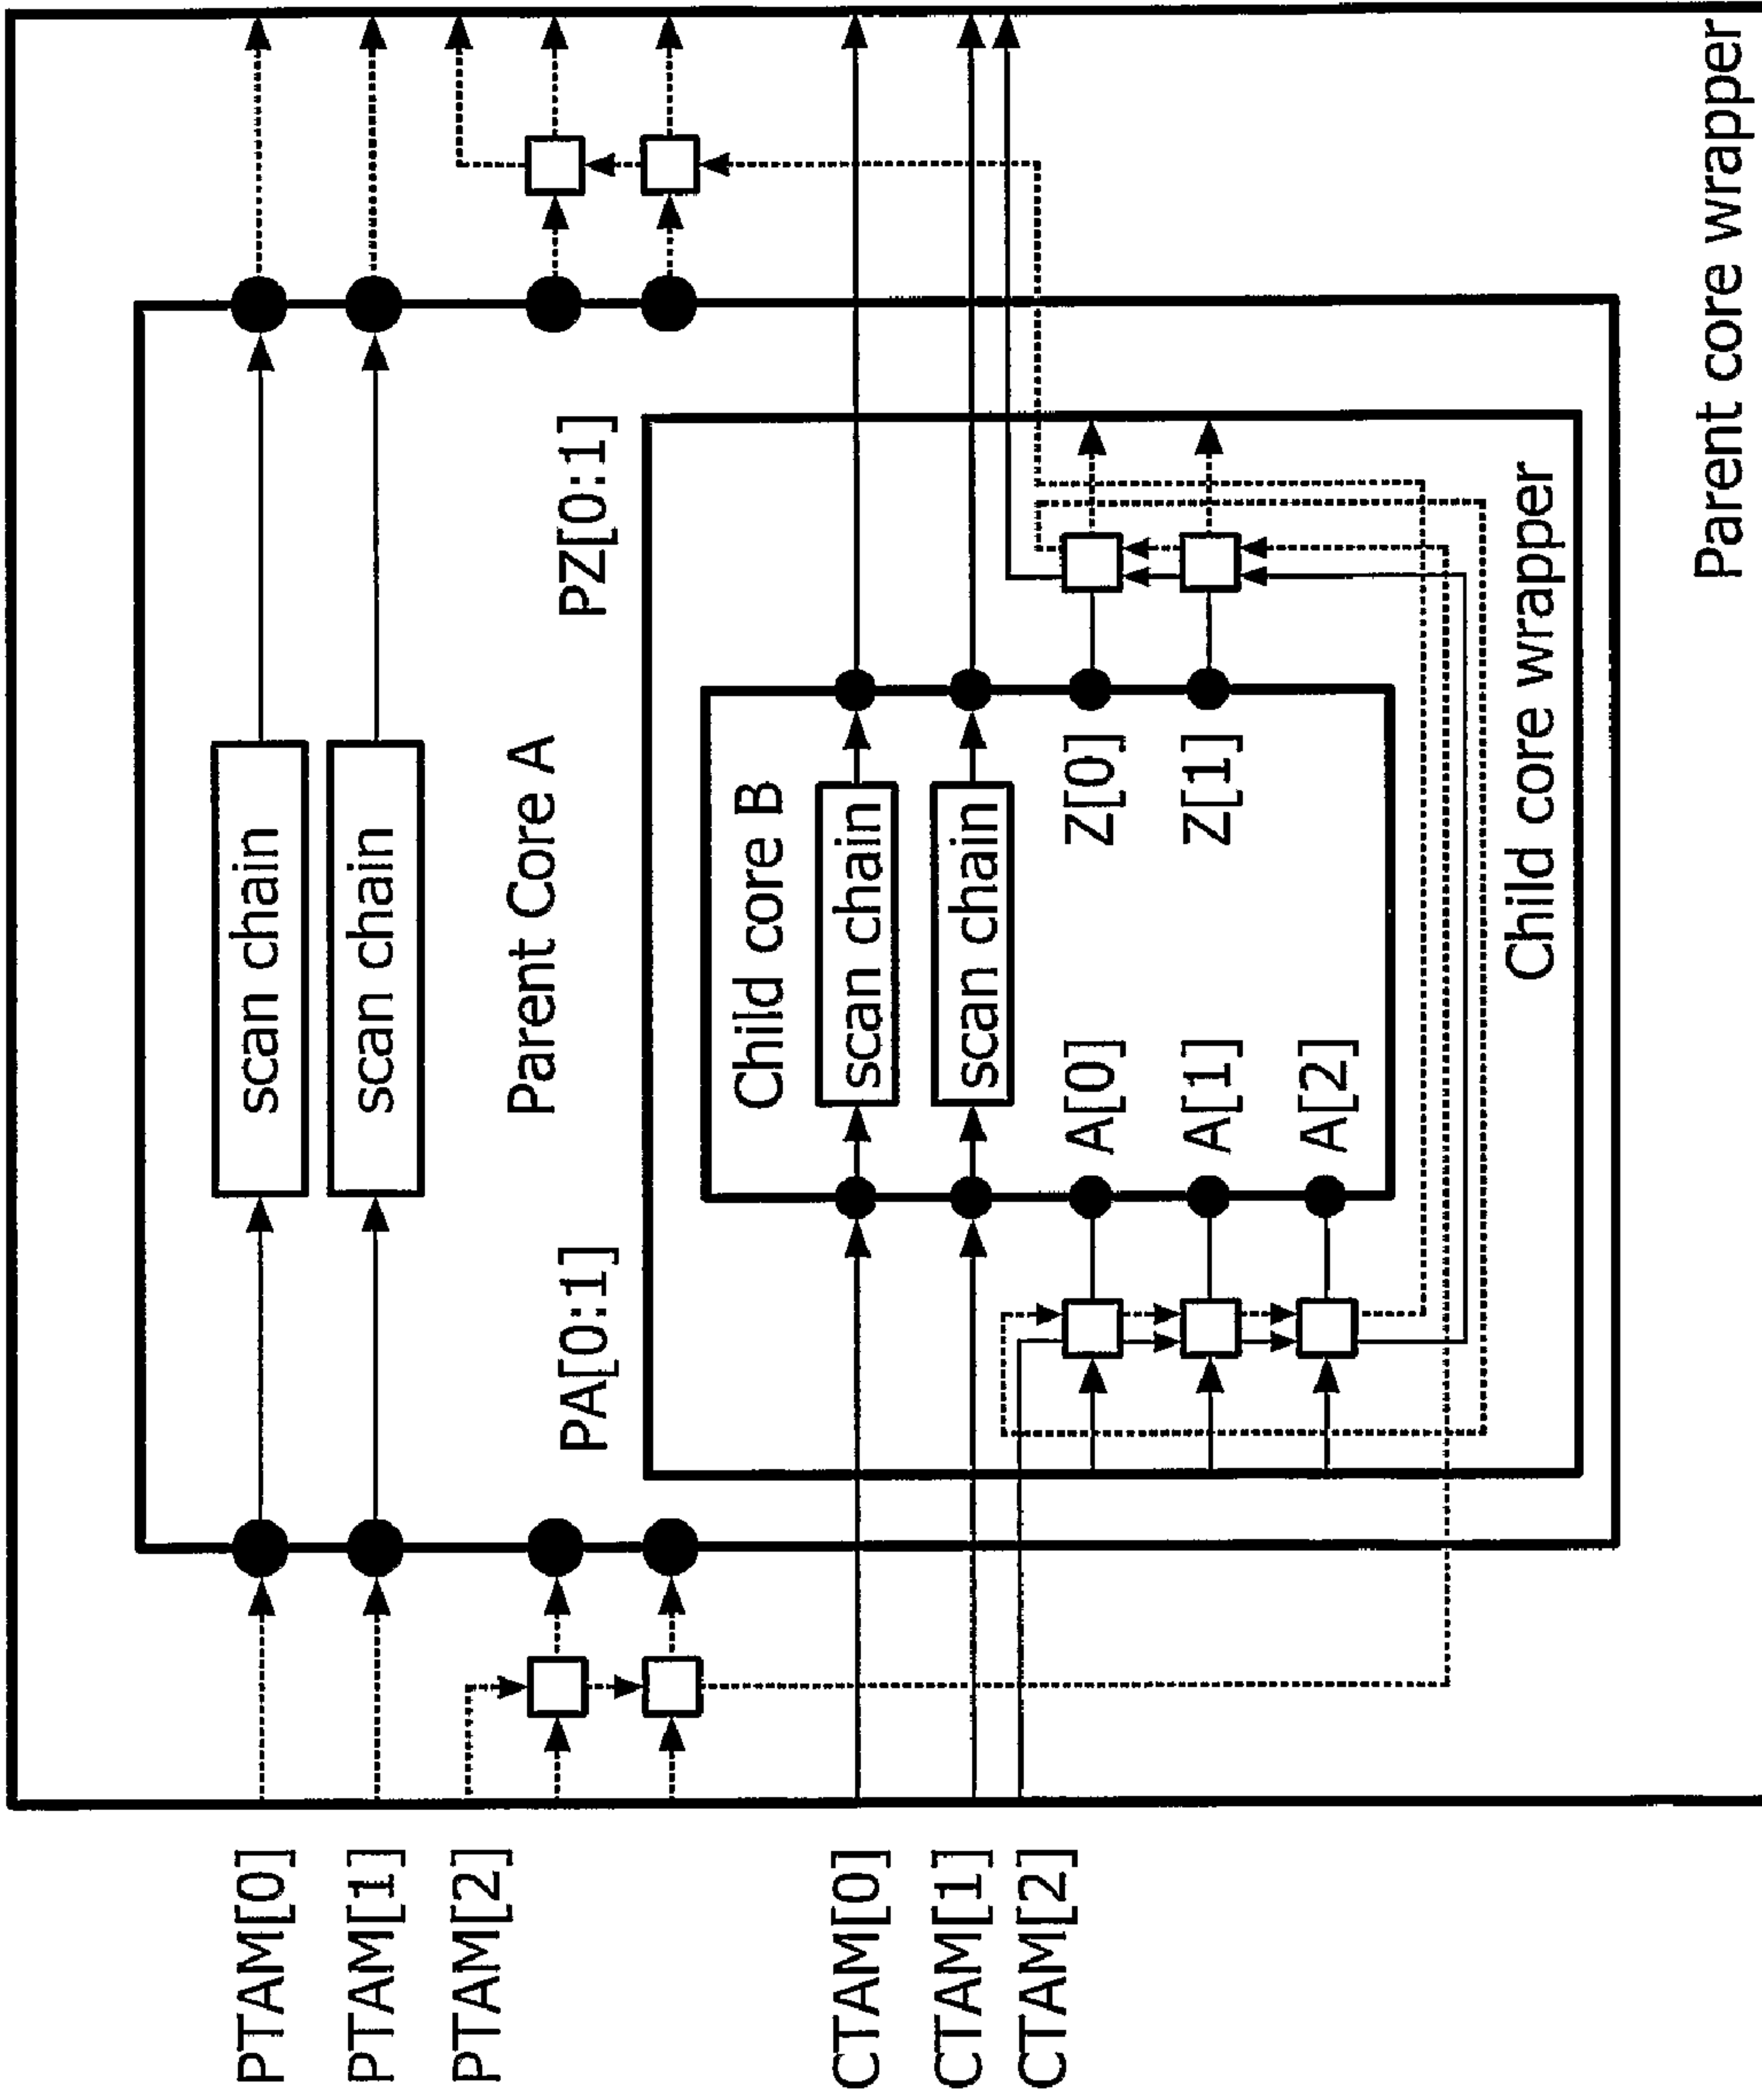 PTAM[0]
PTAM[1]
PTAM[2]
CTAM[0]
CTAM[1]
CTAM[2]
scan chain
scan chain
Parent Core A
PA[0:1]
PZ[0:1]
Child core B
scan chain
scan chain
A[0]
Z[0]
A[1]
Z[1]
A[2]
Child core wrapper
Parent core wrapper